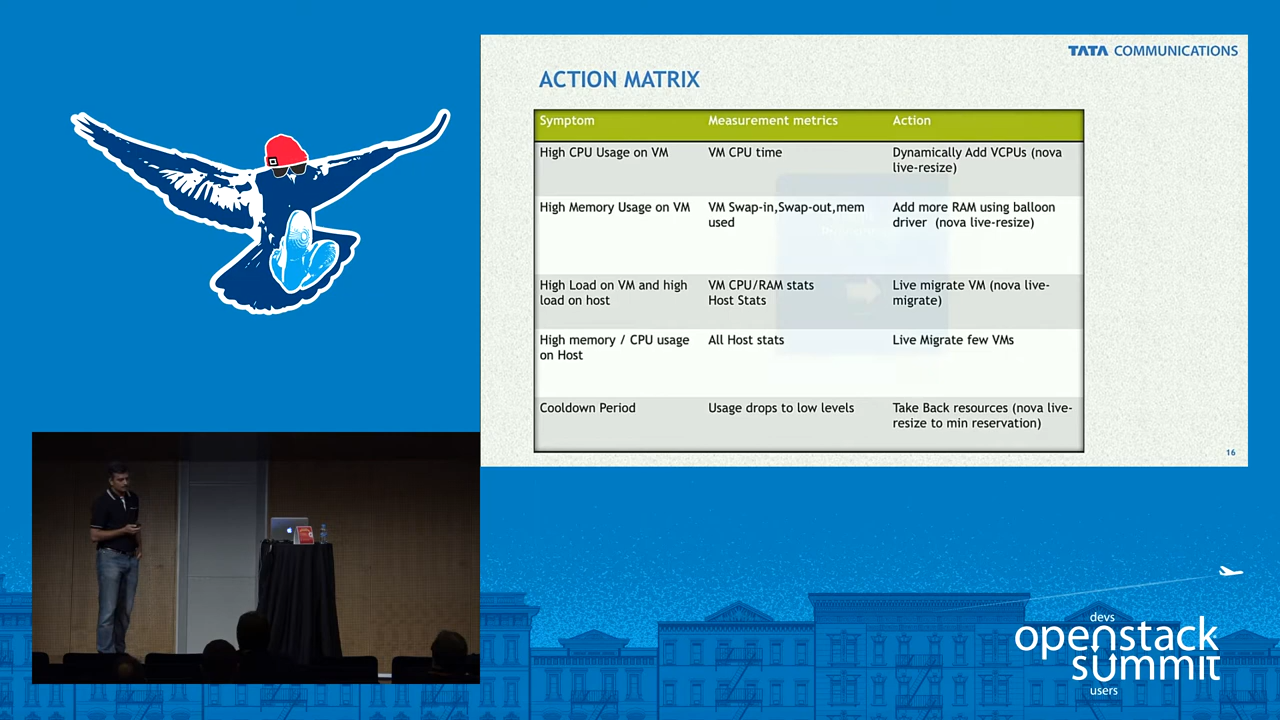 TATA COMMUNICATIONS
ACTION MATRIX
Symptom Measurement metrics Action
High CPU Usage on VM VM CPU time Dynamically Add VCPUs (nova
live-resize)
High Memory Usage on VM VM Swap-in,Swap-out,mem Add more RAM using balloon
used driver (nova live-resize)
High Load on VM and high VM CPU/RAM stats Live migrate VM (nova live-
load on host Host Stats migrate)
High memory / CPU usage All Host stats Live Migrate few VMs
on Host
Cooldown Period Usage drops to low levels Take Back resources (nova live-
resize to min reservation)
16
devs
openstack
summit
users